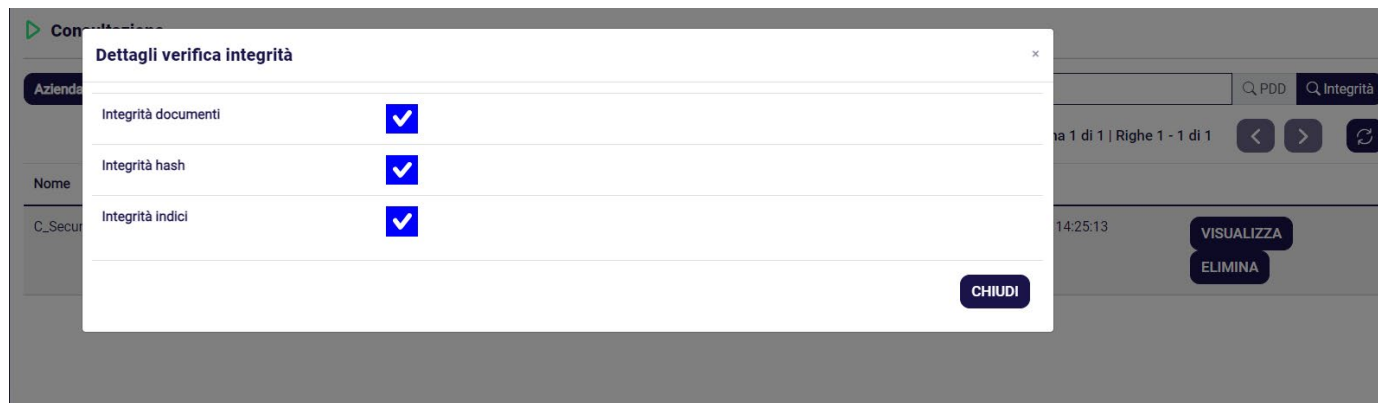 Consultazione
Dettagli verifica integrità
×
Azienda
PDD
Integrità
Integrità documenti
1 di 1 | Righe 1 - 1 di 1
Integrità hash
Nome
Integrità indici
C_Secur
14:25:13
VISUALIZZA
ELIMINA
CHIUDI